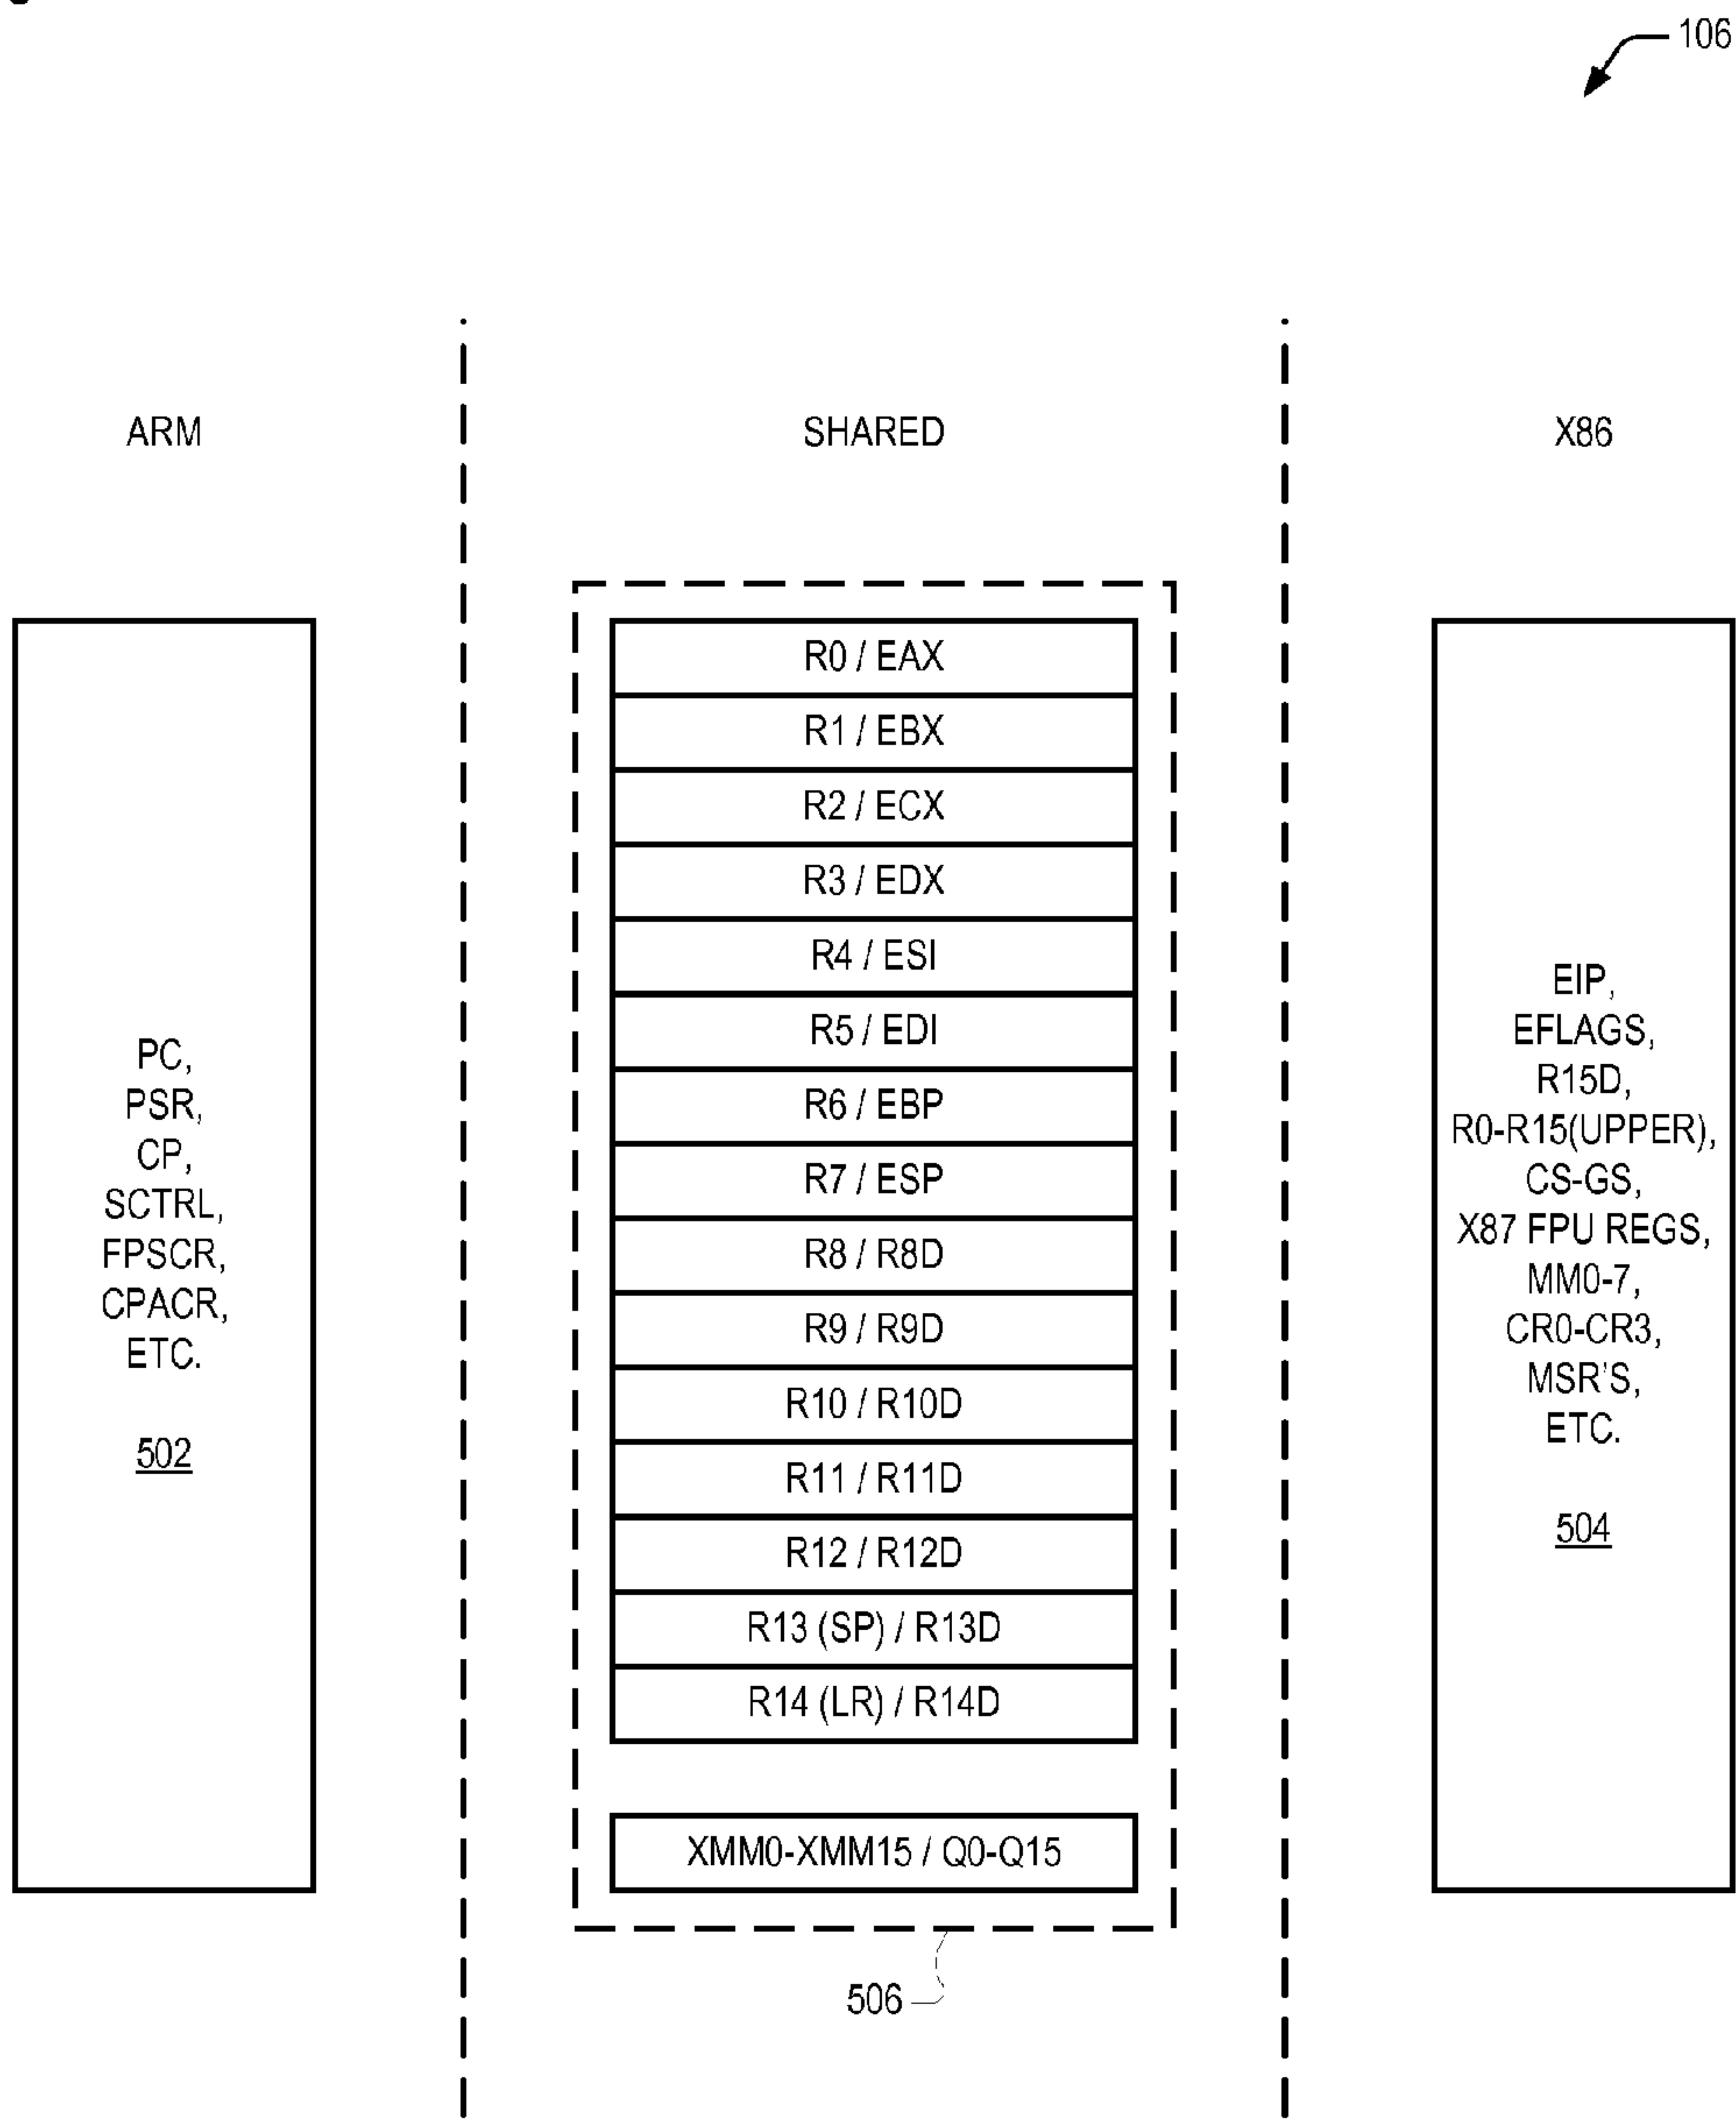 106
ARM
SHARED
X86
PC,
PSR,
CP,
SCTRL,
FPSCR,
CPACR,
ETC.
502
R0 / EAX
R1 / EBX
R2 / ECX
R3 / EDX
R4 / ESI
R5 / EDI
R6 / EBP
R7 / ESP
R8 / R8D
R9 / R9D
R10 / R10D
R11 / R11D
R12 / R12D
R13 (SP) / R13D
R14 (LR) / R14D
XMM0-XMM15 / Q0-Q15
506
EIP,
EFLAGS,
R15D,
R0-R15(UPPER),
CS-GS,
X87 FPU REGS,
MM0-7,
CR0-CR3,
MSR'S,
ETC.
504